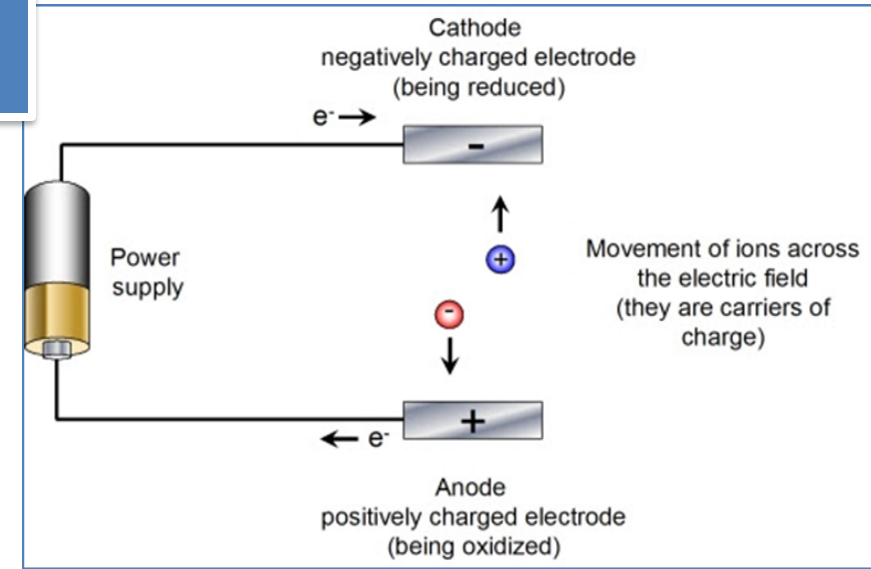 Cathode
negatively charged electrode
(being reduced)
e-
-
Power
supply
+
-
Movement of ions across
the electric field
(they are carriers of
charge)
+
e-
Anode
positively charged electrode
(being oxidized)